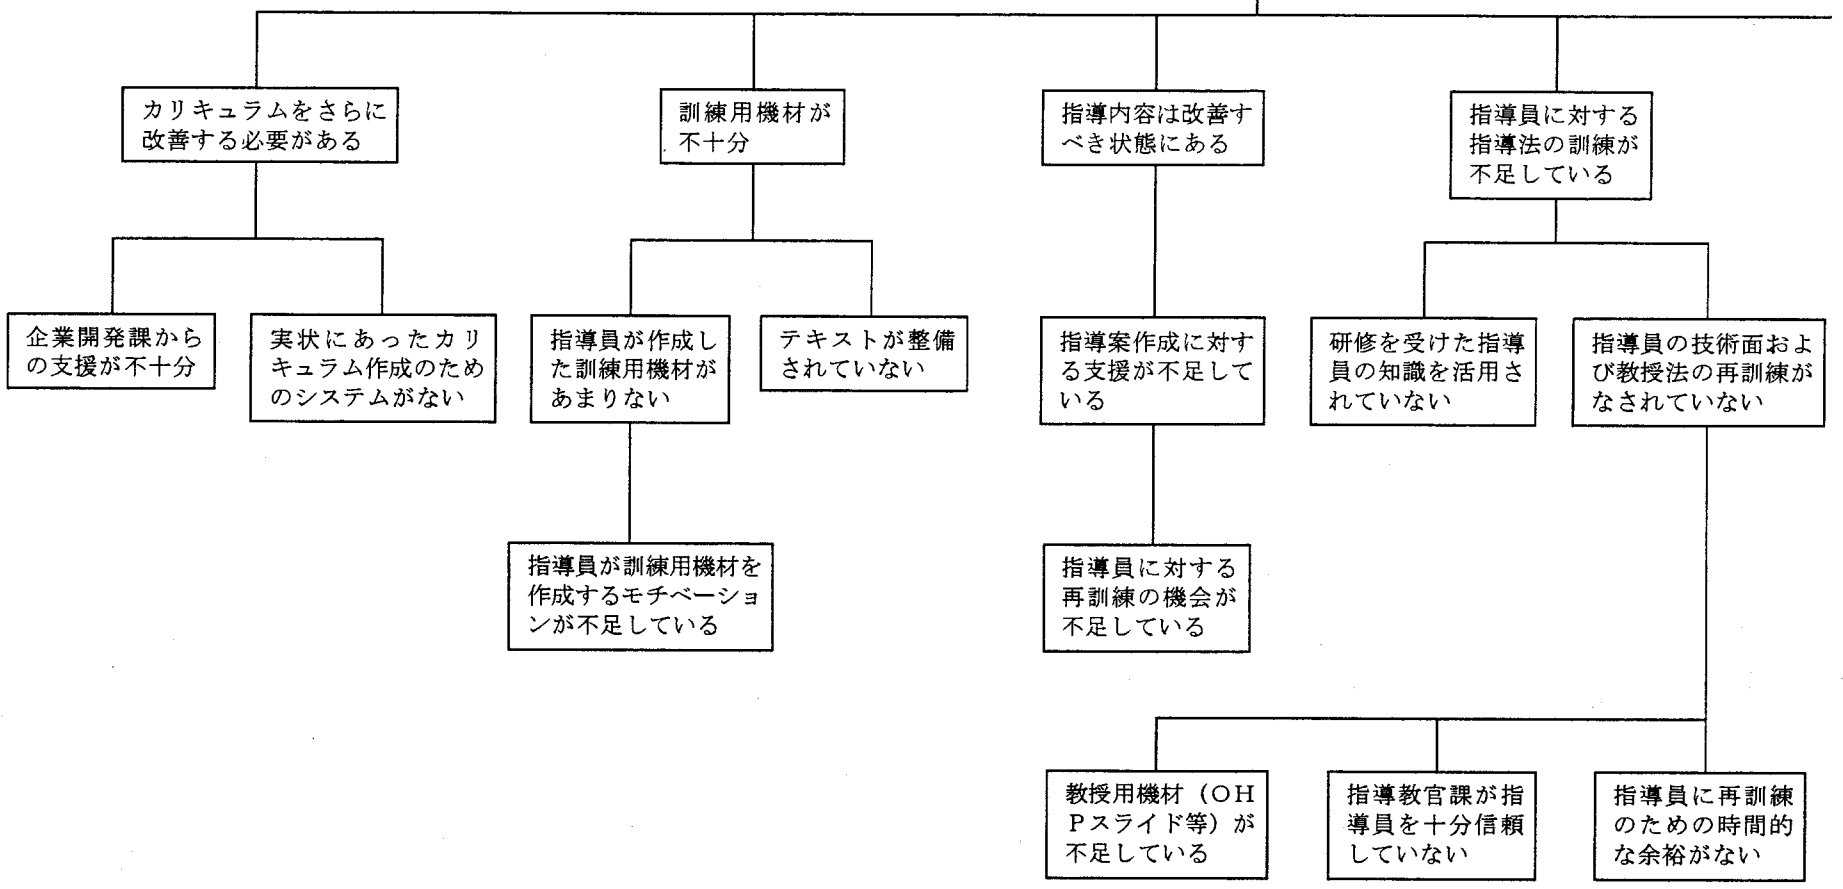 カリキュラムをさらに
改善する必要がある
訓練用機材が
不十分
指導内容は改善す
べき状態にある
指導員に対する
指導法の訓練が
不足している
企業開発課から
の支援が不十分
実状にあったカリ
キュラム作成のため
のシステムがない
指導員が作成し
た訓練用機材が
あまりない
テキストが整備
されていない
指導案作成に対す
る支援が不足して
いる
研修を受けた指導
員の知識を活用さ
れていない
指導員の技術面およ
び教授法の再訓練が
なされていない
指導員が訓練用機材を
作成するモチベーショ
ンが不足している
指導員に対する
再訓練の機会が
不足している
教授用機材（OH
Pスライド等）が
不足している
指導教官課が指
導員を十分信頼
していない
指導員に再訓練
のための時間的
な余裕がない